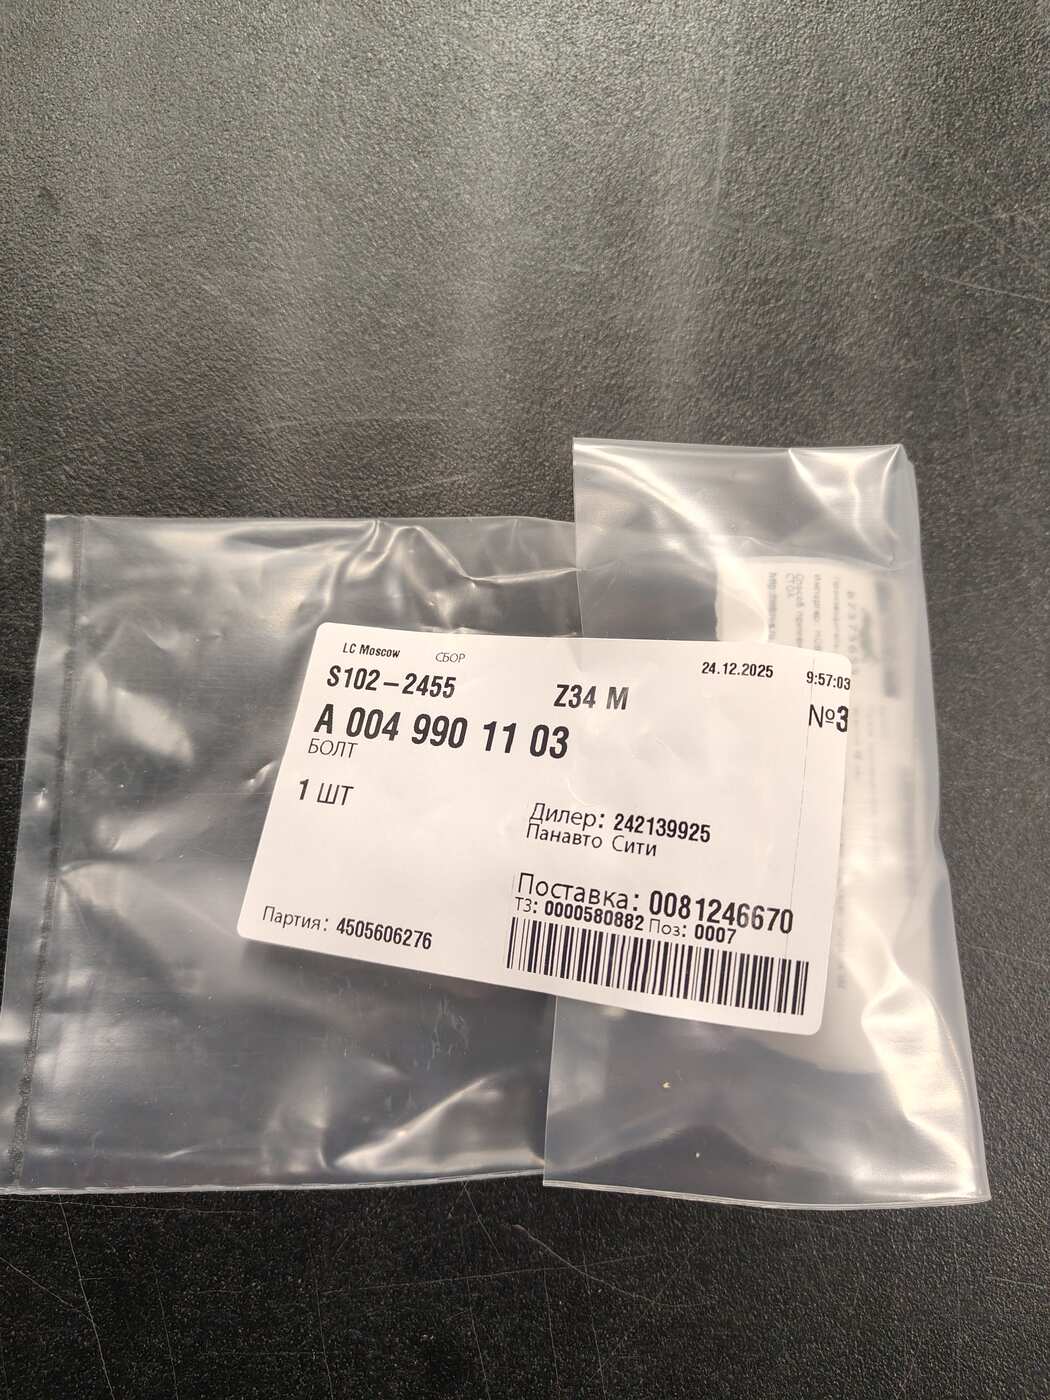 LC Moscow СБОР 24.12.2025 9:57:03
S102-2455 Z34 M №3
A 004 990 11 03
БОЛТ
1 ШТ
Дилер: 242139925
Панавто Сити
Поставка: 0081246670
ТЗ: 0000580882 Поз: 0007
Партия: 4505606276